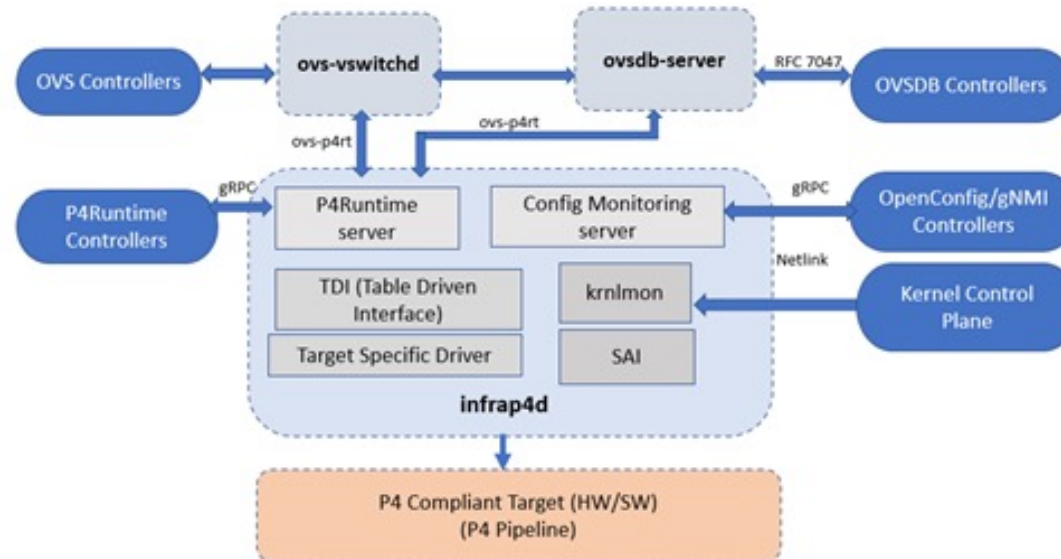 ovs-vswitchd
ovsdb-server
OVS Controllers
RFC 7047
OVSDB Controllers
ovs-p4rt
ovs-p4rt
gRPC
P4Runtime
Controllers
P4Runtime
server
Config Monitoring
server
gRPC
OpenConfig/gNMI
Controllers
Netlink
TDI (Table Driven
Interface)
krnlmon
Kernel Control
Plane
Target Specific Driver
SAI
infrap4d
P4 Compliant Target (HW/SW)
(P4 Pipeline)